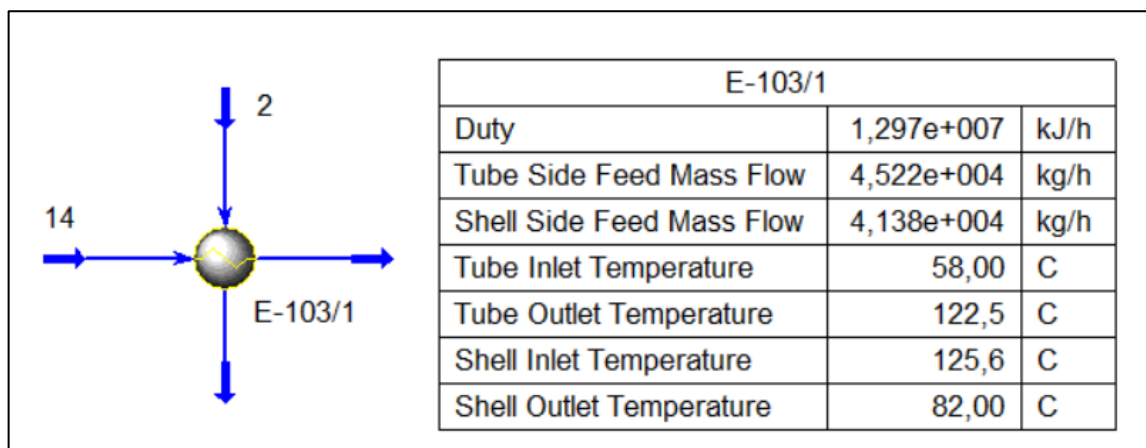 2
14
E-103/1
E-103/1
Duty 1,297e+007 kJ/h
Tube Side Feed Mass Flow 4,522e+004 kg/h
Shell Side Feed Mass Flow 4,138e+004 kg/h
Tube Inlet Temperature 58,00 C
Tube Outlet Temperature 122,5 C
Shell Inlet Temperature 125,6 C
Shell Outlet Temperature 82,00 C